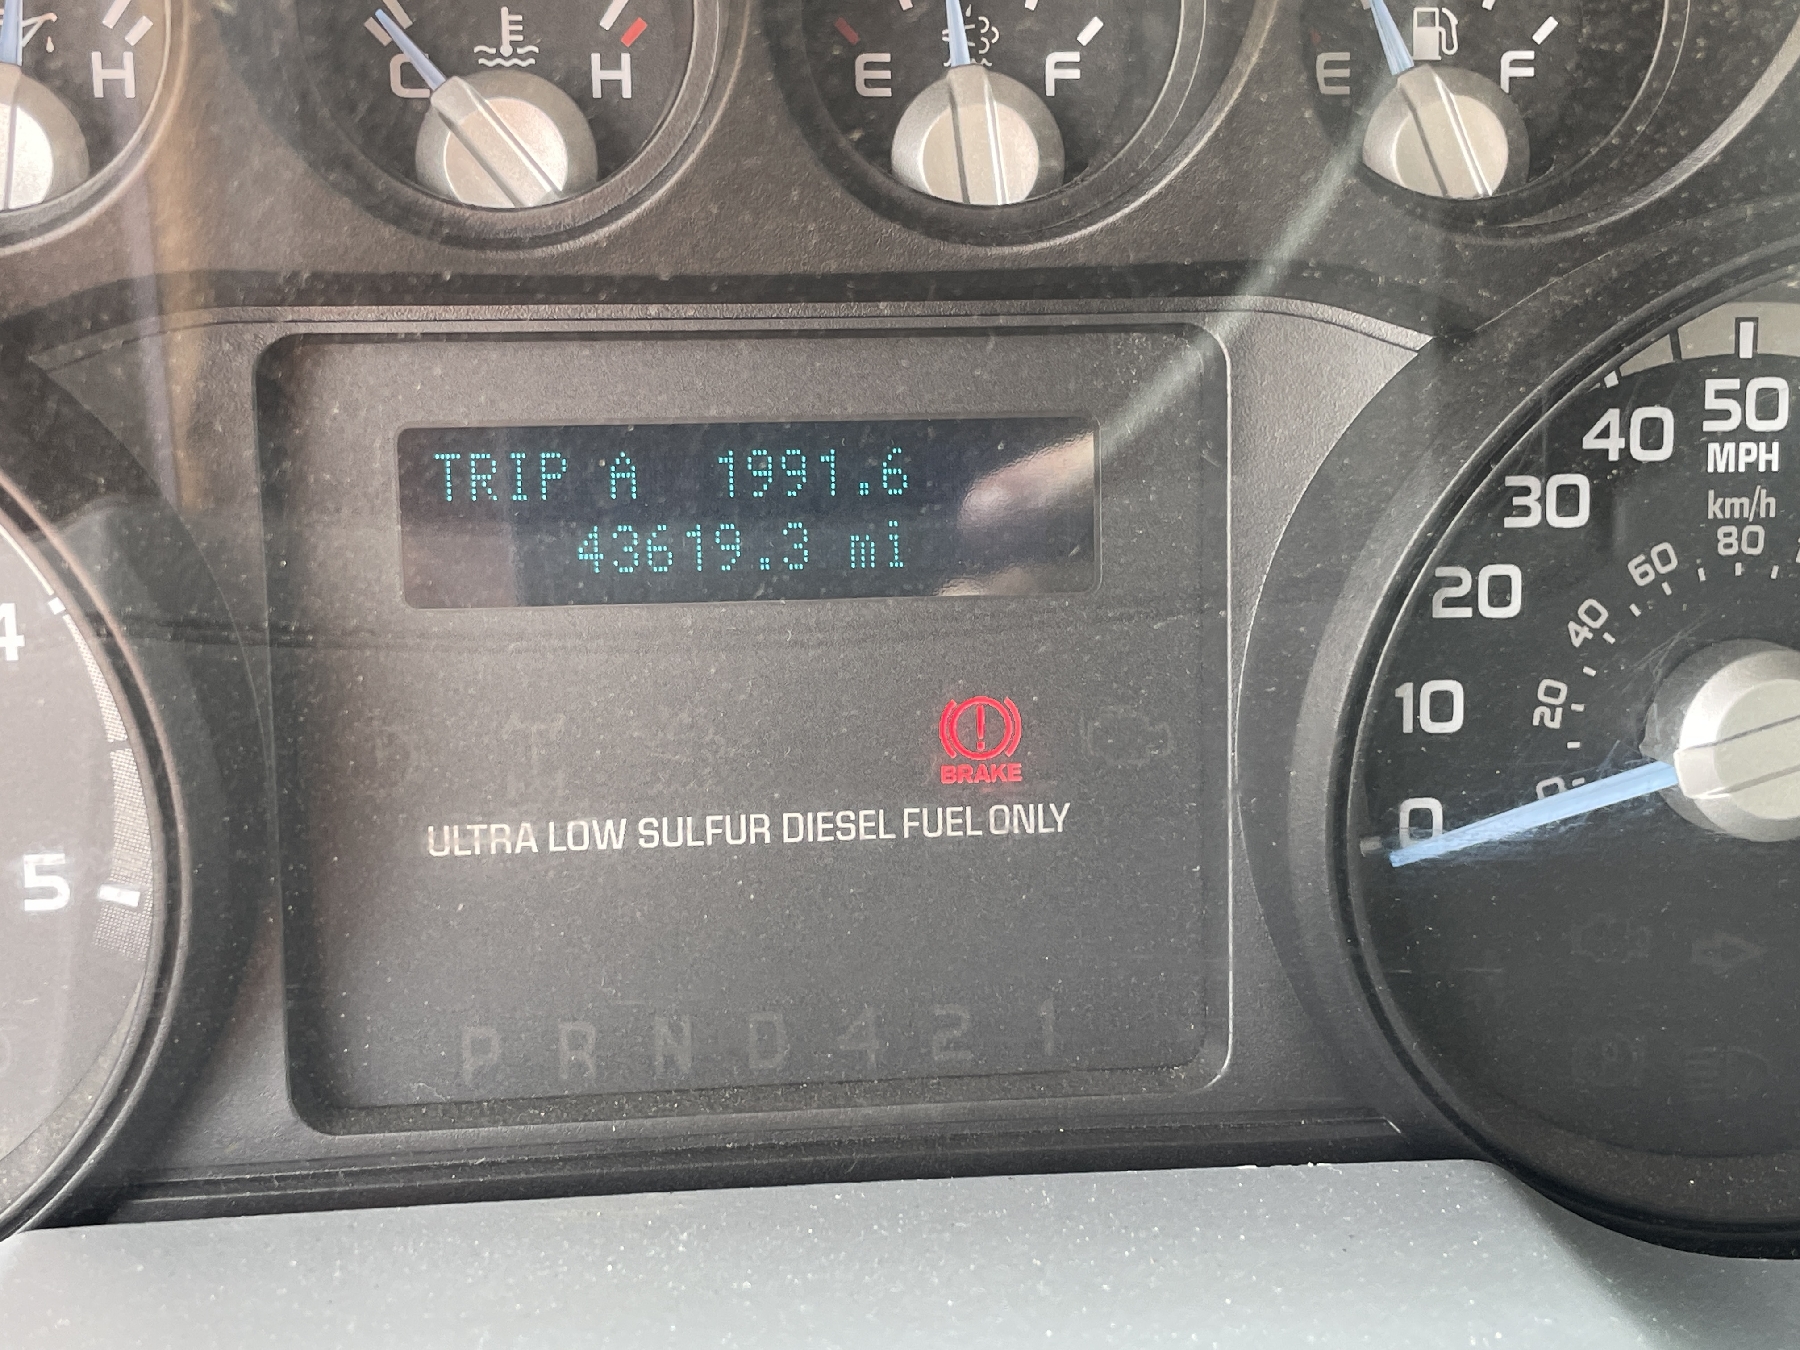 H
C H
E F
E F
TRIP A 1991.6
43619.3 mi
BRAKE
ULTRA LOW SULFUR DIESEL FUEL ONLY
P R N D 4 2 1
4
5
50
MPH
km/h
80
40
30
20
10
0
60
40
20
0